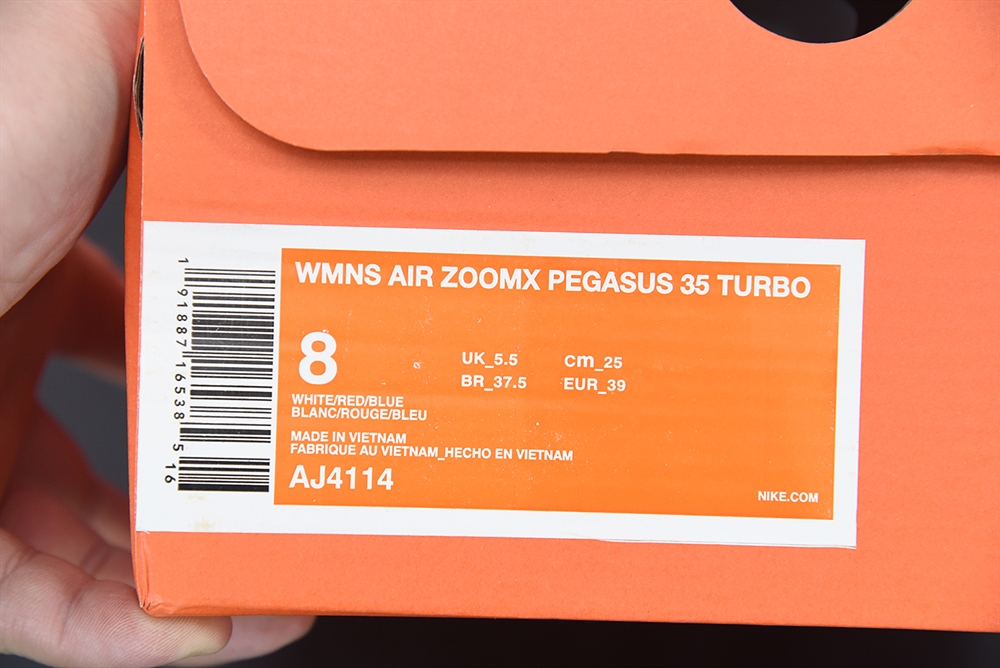 WMNS AIR ZOOMX PEGASUS 35 TURBO
8
UK_5.5 cm_25
BR_37.5 EUR_39
WHITE/RED/BLUE
BLANC/ROUGE/BLEU
MADE IN VIETNAM
FABRIQUE AU VIETNAM_HECHO EN VIETNAM
AJ4114
NIKE.COM
1 91887 16538 5 16